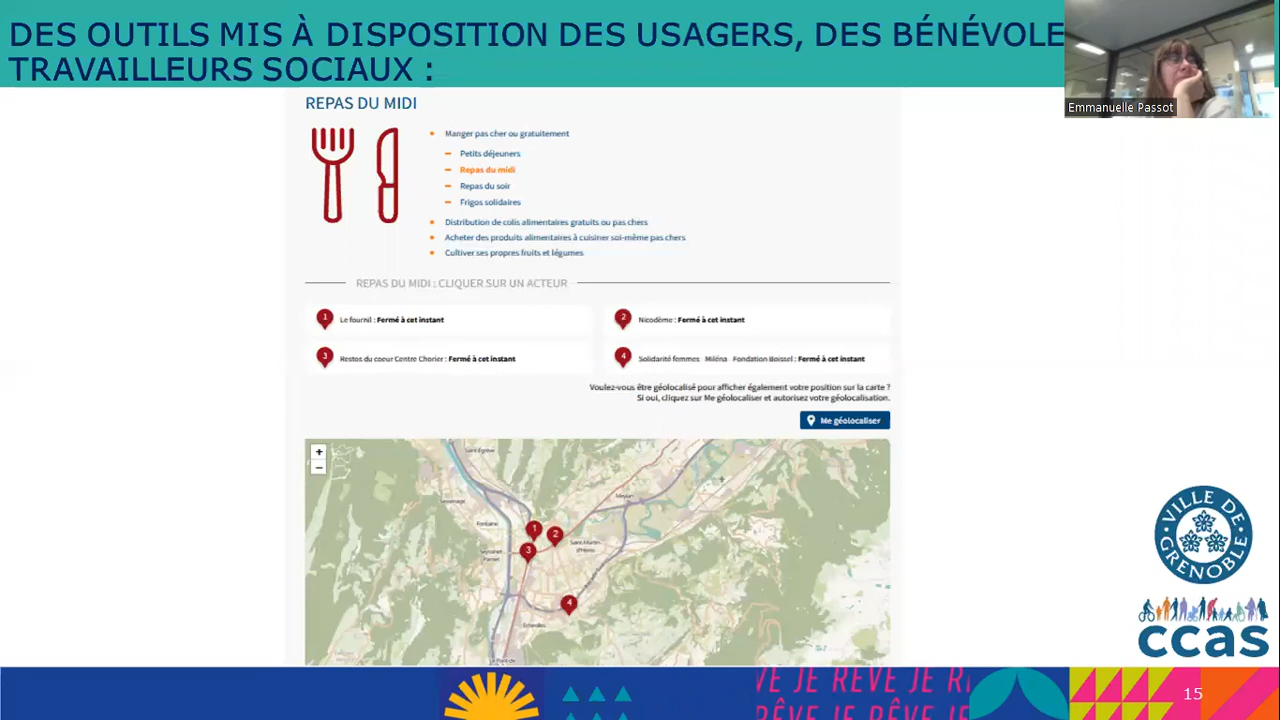 DES OUTILS MIS À DISPOSITION DES USAGERS, DES BÉNÉVOLE
TRAVAILLEURS SOCIAUX :
Emmanuelle Passot
REPAS DU MIDI
Manger pas cher ou gratuitement
Petits déjeuners
Repas du midi
Repas du soir
Frigos solidaires
Distribution de colis alimentaires gratuits ou pas chers
Acheter des produits alimentaires à cuisiner soi-même pas chers
Cultiver ses propres fruits et légumes
REPAS DU MIDI : CLIQUER SUR UN ACTEUR
1 Le fournil : Fermé à cet instant
2 Nicodème : Fermé à cet instant
3 Restos du coeur Centre Chorier : Fermé à cet instant
4 Solidarité femmes Miléna Fondation Boissel : Fermé à cet instant
Voulez-vous être géolocalisé pour afficher également votre position sur la carte ?
Si oui, cliquez sur Me géolocaliser et autorisez votre géolocalisation.
Me géolocaliser
+
−
Saint-Égrève
Sassenage
Meylan
Fontaine
1
2
Saint-Martin-
d'Hères
3
Seyssinet-
Pariset
4
Échirolles
Le Pont-de
VILLE DE
GRENOBLE
ccas
VE JE RÊVE JE RÊ
RÊVE JE RÊVE JE
15